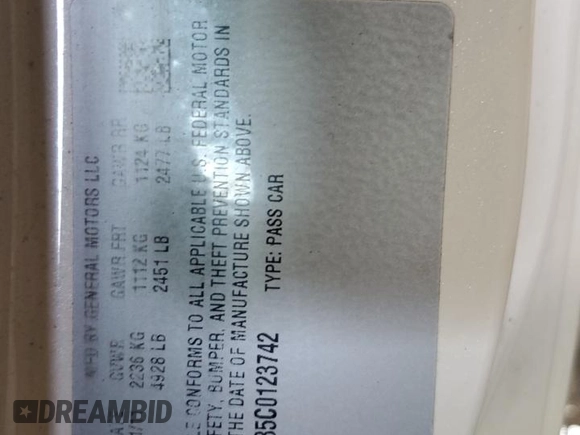 MFD BY GENERAL MOTORS LLC
GVWR GAWR FRT GAWR RR
2236 KG 1112 KG 1124 KG
4928 LB 2451 LB 2477 LB
LE CONFORMS TO ALL APPLICABLE U.S. FEDERAL MOTOR
FETY, BUMPER, AND THEFT PREVENTION STANDARDS IN
THE DATE OF MANUFACTURE SHOWN ABOVE.
35C0123742 TYPE: PASS CAR
DREAMBID